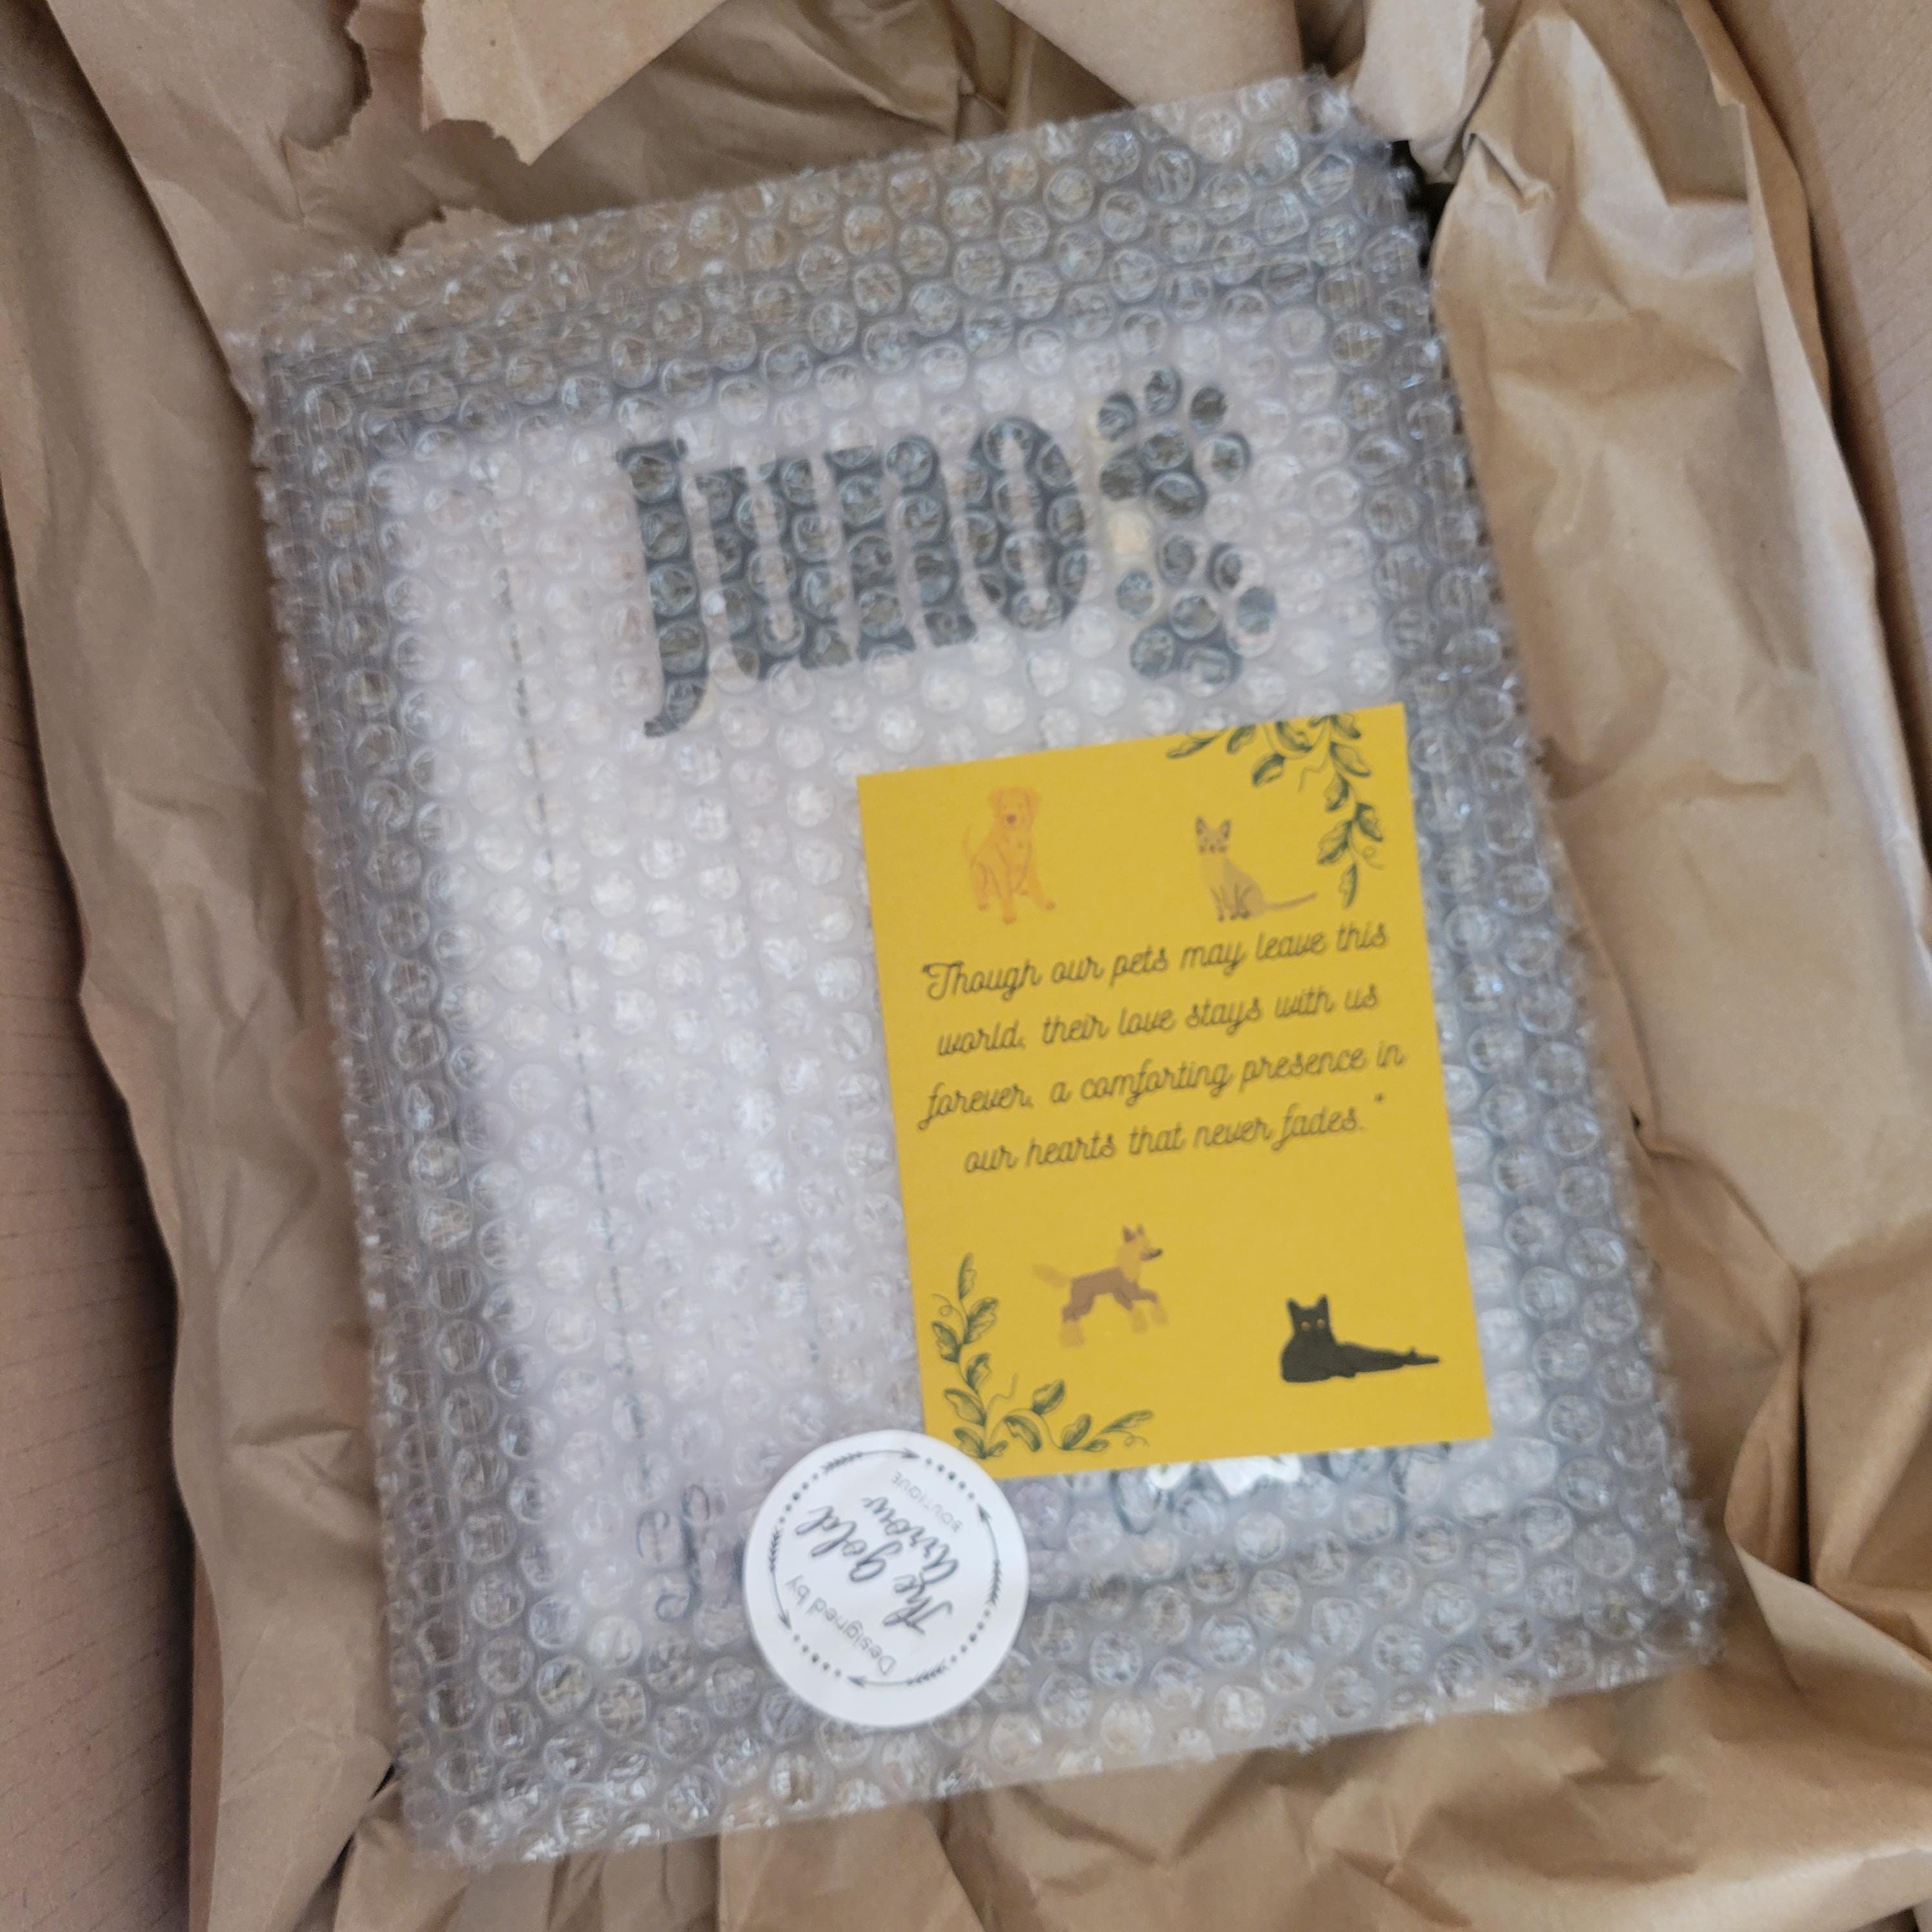 Juno
"Though our pets may leave this
world, their love stays with us
forever, a comforting presence in
our hearts that never fades."
Designed by
The Gold
Arrow
BOUTIQUE